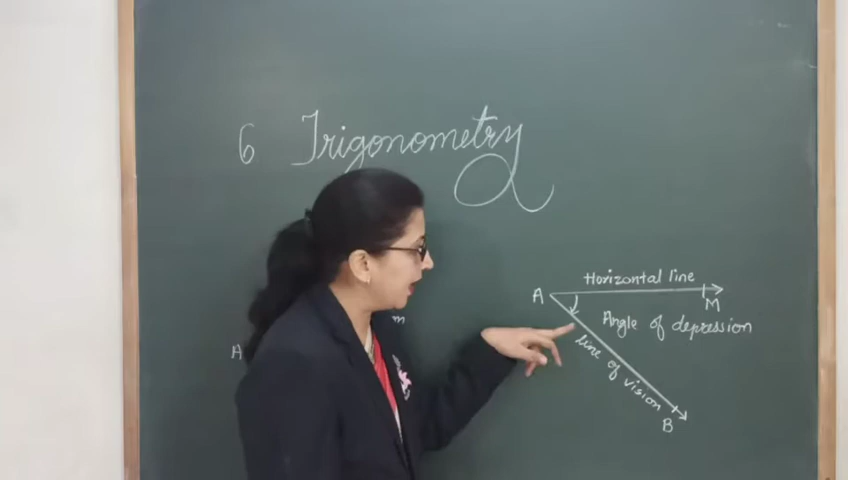 6 Trigonometry
Horizontal line
A
M
Angle of depression
line of vision
B
m
A